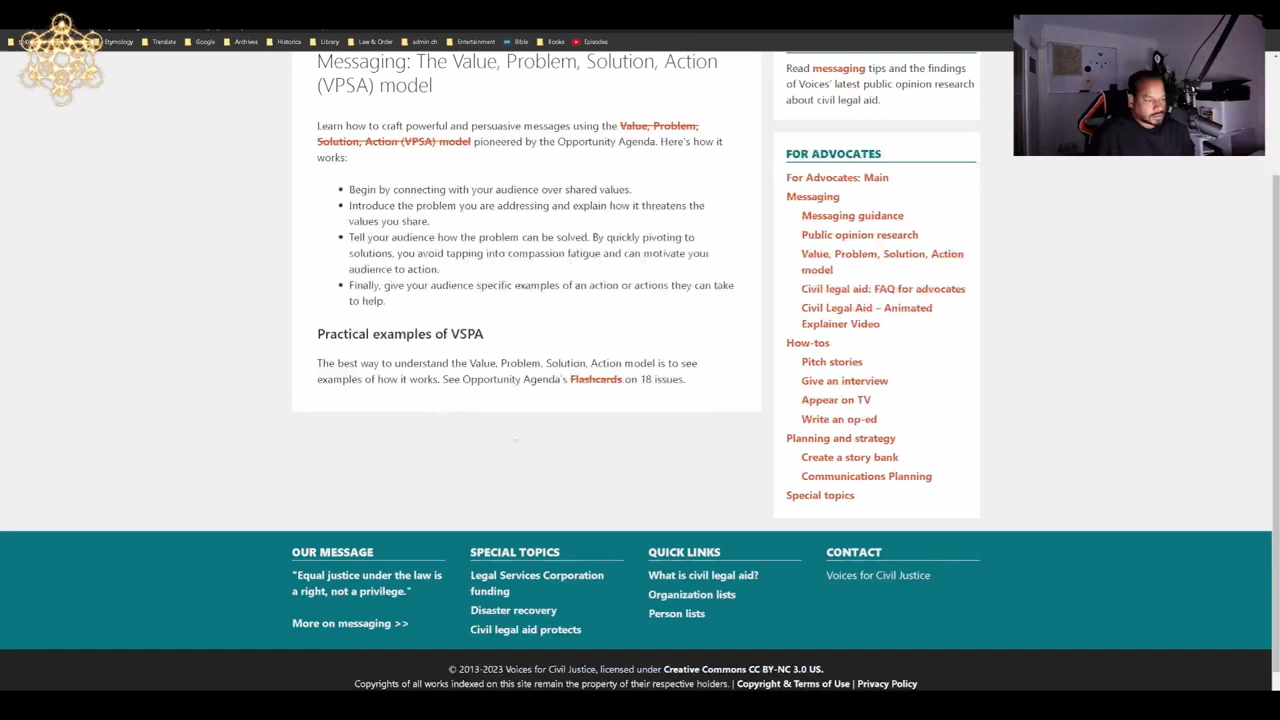 Etymology
Translate
Google
Archives
Historica
Library
Law & Order
admin.ch
Entertainment
Bible
Books
Episodes
Messaging: The Value, Problem, Solution, Action
(VPSA) model
Learn how to craft powerful and persuasive messages using the Value, Problem,
Solution, Action (VPSA) model pioneered by the Opportunity Agenda. Here's how it
works:
• Begin by connecting with your audience over shared values.
• Introduce the problem you are addressing and explain how it threatens the
values you share.
• Tell your audience how the problem can be solved. By quickly pivoting to
solutions, you avoid tapping into compassion fatigue and can motivate your
audience to action.
• Finally, give your audience specific examples of an action or actions they can take
to help.
Practical examples of VSPA
The best way to understand the Value, Problem, Solution, Action model is to see
examples of how it works. See Opportunity Agenda's Flashcards on 18 issues.
Read messaging tips and the findings
of Voices' latest public opinion research
about civil legal aid.
FOR ADVOCATES
For Advocates: Main
Messaging
Messaging guidance
Public opinion research
Value, Problem, Solution, Action
model
Civil legal aid: FAQ for advocates
Civil Legal Aid – Animated
Explainer Video
How-tos
Pitch stories
Give an interview
Appear on TV
Write an op-ed
Planning and strategy
Create a story bank
Communications Planning
Special topics
OUR MESSAGE
"Equal justice under the law is
a right, not a privilege."
More on messaging >>
SPECIAL TOPICS
Legal Services Corporation
funding
Disaster recovery
Civil legal aid protects
QUICK LINKS
What is civil legal aid?
Organization lists
Person lists
CONTACT
Voices for Civil Justice
© 2013-2023 Voices for Civil Justice, licensed under Creative Commons CC BY-NC 3.0 US.
Copyrights of all works indexed on this site remain the property of their respective holders. | Copyright & Terms of Use | Privacy Policy